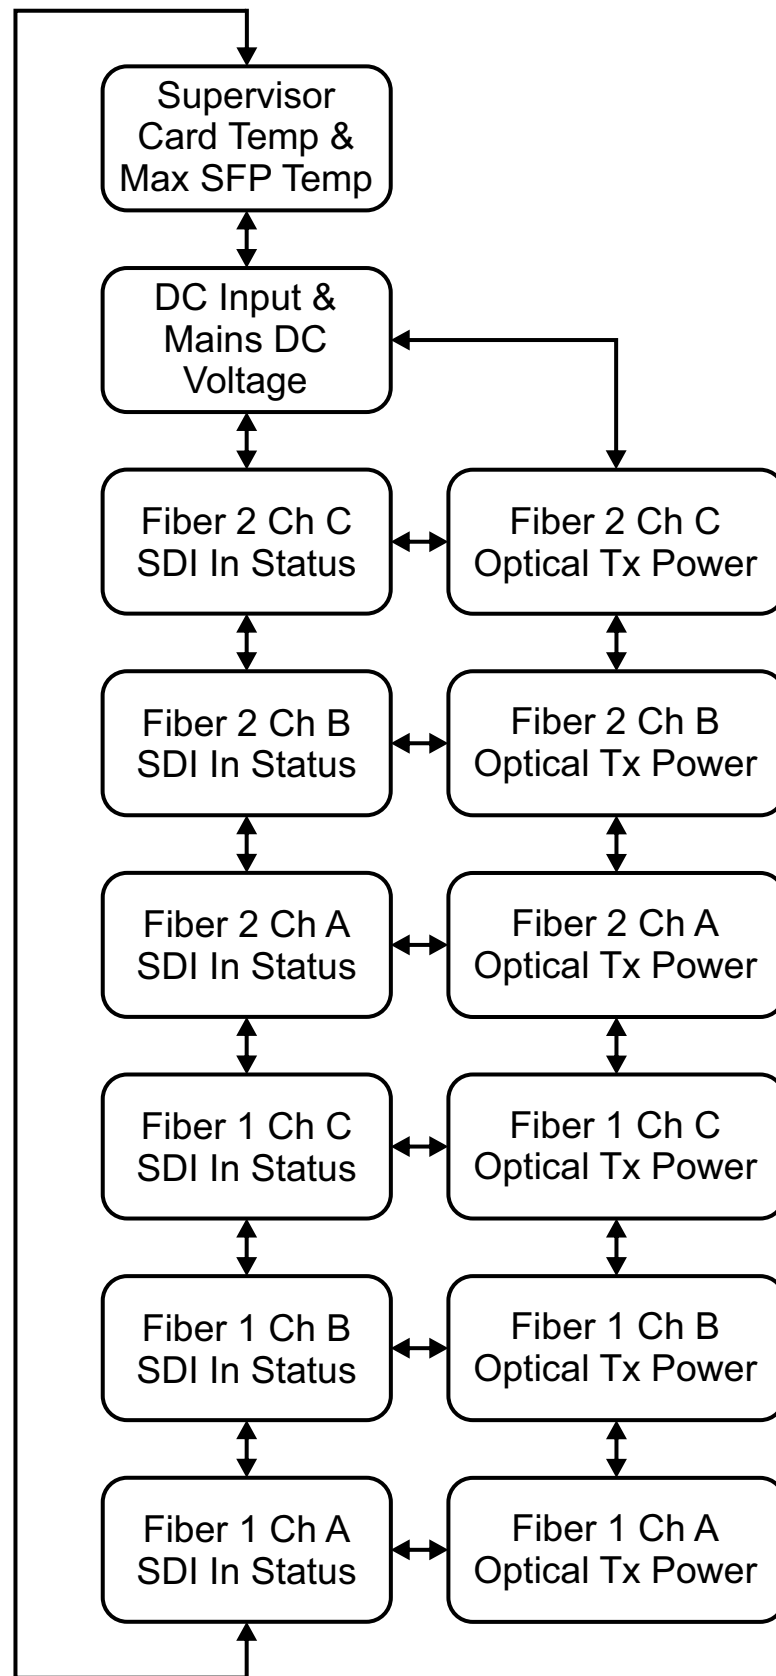 Supervisor
Card Temp &
Max SFP Temp
DC Input &
Mains DC
Voltage
Fiber 2 Ch C
SDI In Status
Fiber 2 Ch C
Optical Tx Power
Fiber 2 Ch B
SDI In Status
Fiber 2 Ch B
Optical Tx Power
Fiber 2 Ch A
SDI In Status
Fiber 2 Ch A
Optical Tx Power
Fiber 1 Ch C
SDI In Status
Fiber 1 Ch C
Optical Tx Power
Fiber 1 Ch B
SDI In Status
Fiber 1 Ch B
Optical Tx Power
Fiber 1 Ch A
SDI In Status
Fiber 1 Ch A
Optical Tx Power